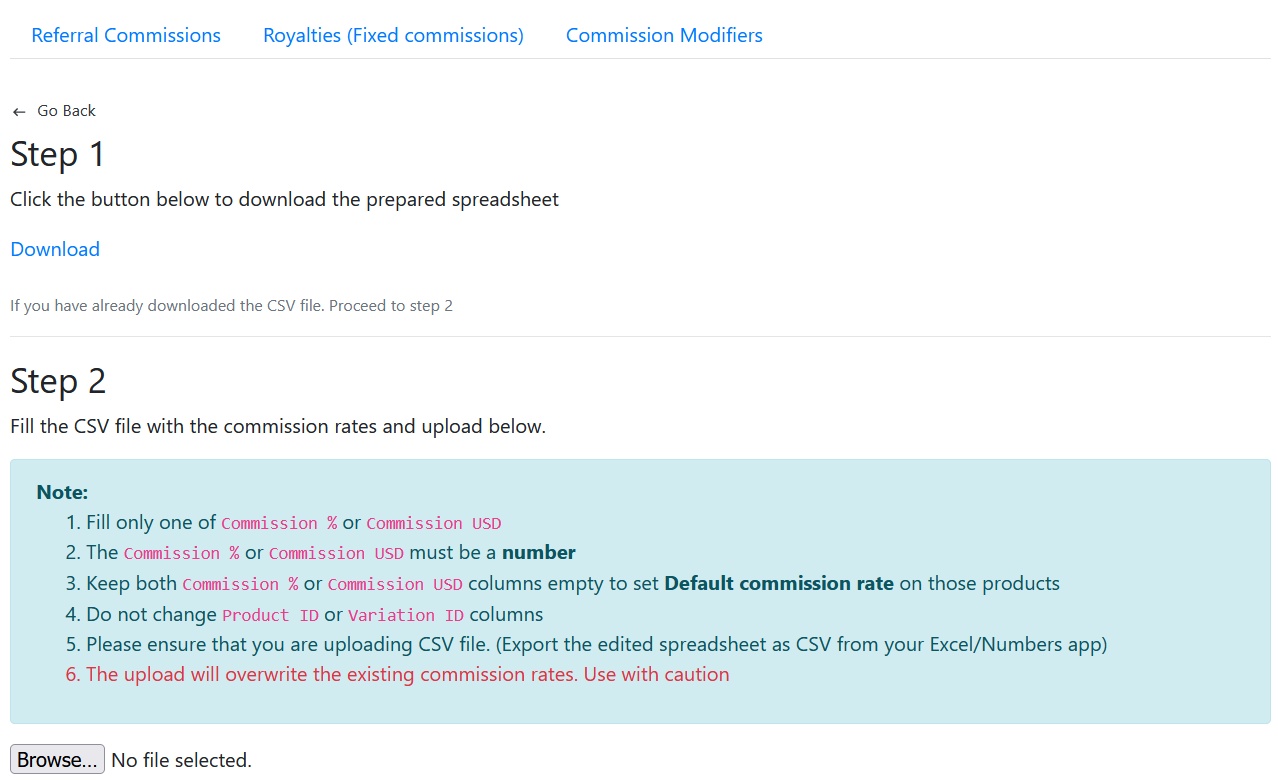 Referral Commissions Royalties (Fixed commissions) Commission Modifiers
← Go Back
Step 1
Click the button below to download the prepared spreadsheet
Download
If you have already downloaded the CSV file. Proceed to step 2
Step 2
Fill the CSV file with the commission rates and upload below.
Note:
1. Fill only one of Commission % or Commission USD
2. The Commission % or Commission USD must be a number
3. Keep both Commission % or Commission USD columns empty to set Default commission rate on those products
4. Do not change Product ID or Variation ID columns
5. Please ensure that you are uploading CSV file. (Export the edited spreadsheet as CSV from your Excel/Numbers app)
6. The upload will overwrite the existing commission rates. Use with caution
Browse... No file selected.